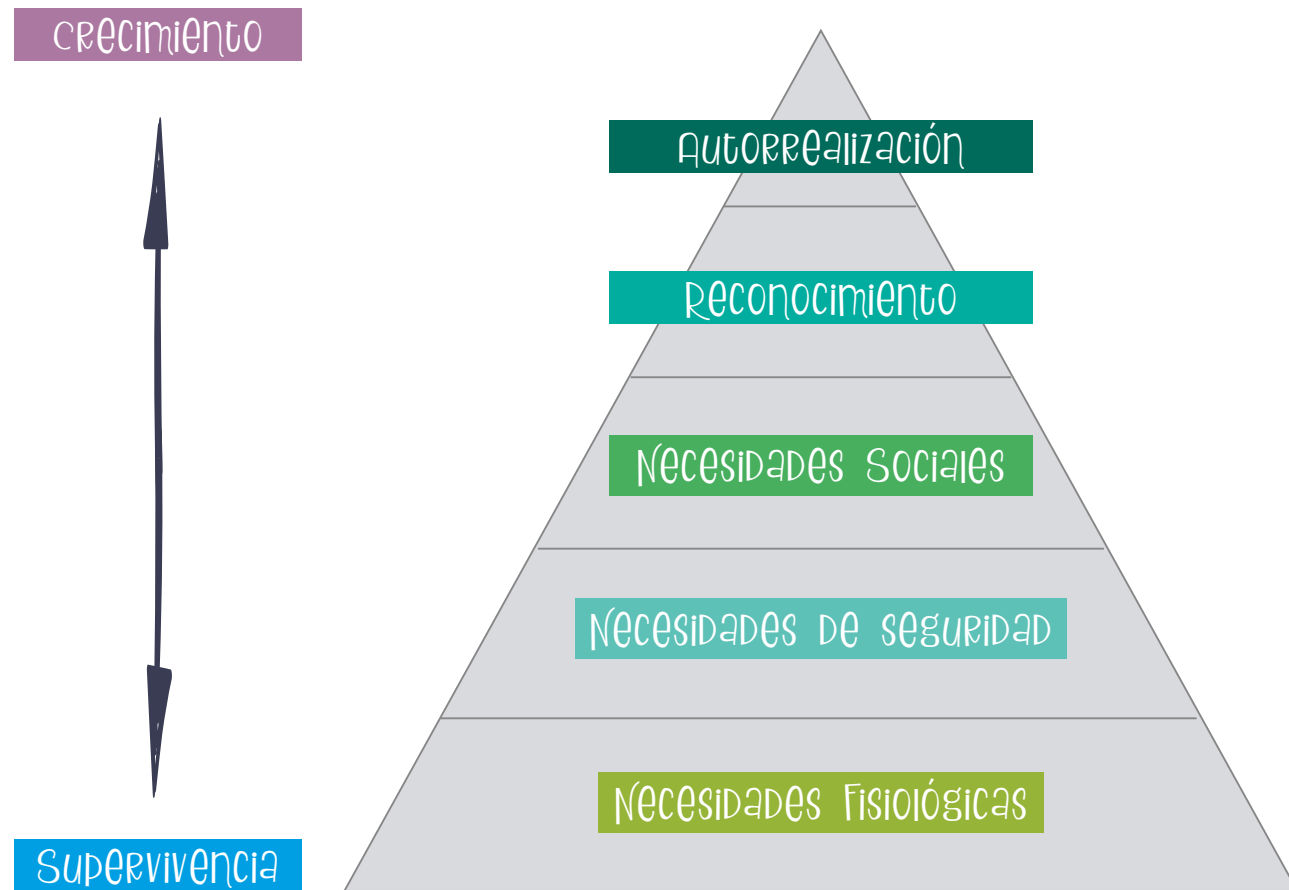 Crecimiento
Autorrealización
Reconocimiento
Necesidades Sociales
Necesidades de seguridad
Necesidades Fisiológicas
Supervivencia